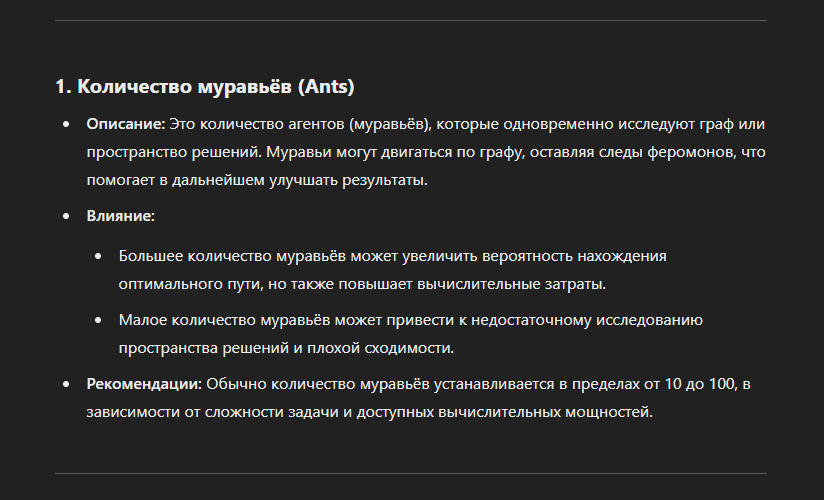 1. Количество муравьёв (Ants)
• Описание: Это количество агентов (муравьёв), которые одновременно исследуют граф или
пространство решений. Муравьи могут двигаться по графу, оставляя следы феромонов, что
помогает в дальнейшем улучшать результаты.
• Влияние:
• Большее количество муравьёв может увеличить вероятность нахождения
оптимального пути, но также повышает вычислительные затраты.
• Малое количество муравьёв может привести к недостаточному исследованию
пространства решений и плохой сходимости.
• Рекомендации: Обычно количество муравьёв устанавливается в пределах от 10 до 100, в
зависимости от сложности задачи и доступных вычислительных мощностей.